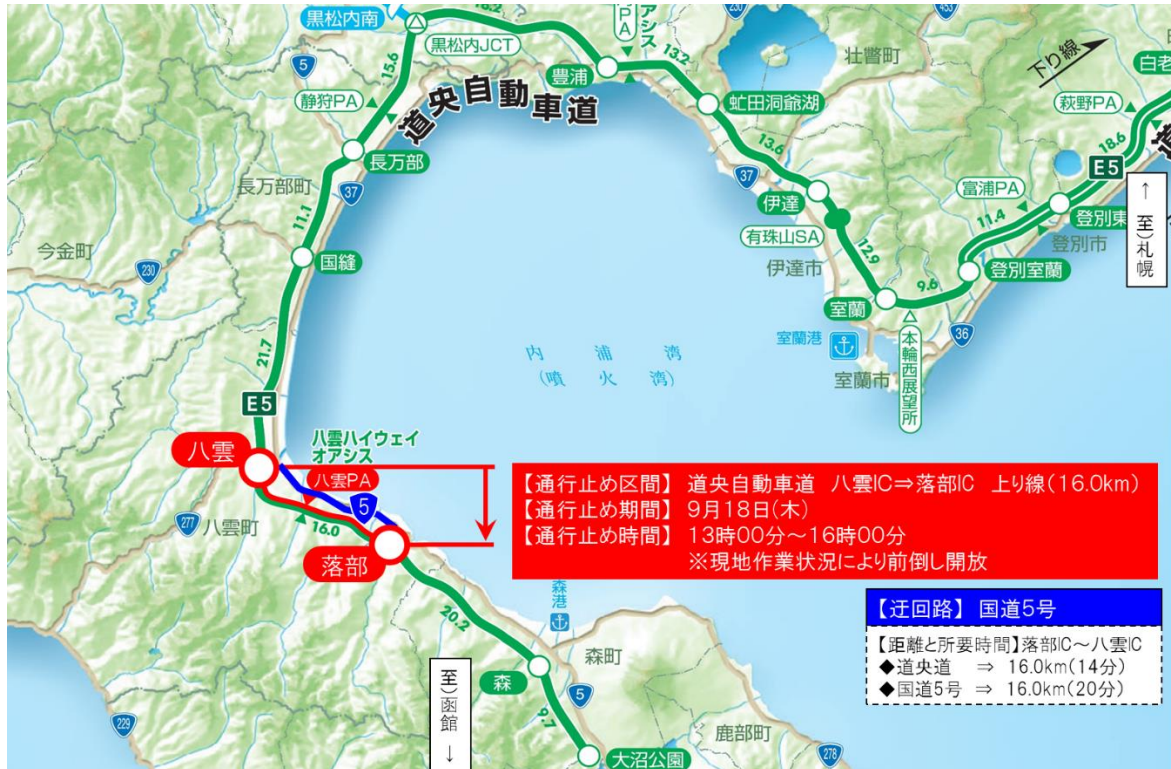 黒松内南
18.2
PA
オアシス
230
453
5
黒松内JCT
13.2
壮瞥町
下り線
白老
豊浦
15.6
静狩PA
道央自動車道
虻田洞爺湖
萩野PA
道
18.6
長万部
13.6
37
E5
長万部町
37
伊達
富浦PA
↑至)札幌
11.1
有珠山SA
11.4
登別東
今金町
230
国縫
伊達市
12.9
登別市
登別室蘭
室蘭
9.6
21.7
内浦湾
(噴火湾)
室蘭港
本輪西展望所
36
室蘭市
E5
八雲ハイウェイ
オアシス
八雲
八雲PA
5
277
八雲町
16.0
落部
【通行止め区間】 道央自動車道 八雲IC⇒落部IC 上り線(16.0km)
【通行止め期間】 9月18日(木)
【通行止め時間】 13時00分~16時00分
※現地作業状況により前倒し開放
森港
20.2
【迂回路】 国道5号
【距離と所要時間】落部IC~八雲IC
◆道央道 ⇒ 16.0km(14分)
◆国道5号 ⇒ 16.0km(20分)
森町
至)函館↓
森
5
229
9.7
鹿部町
大沼公園
278